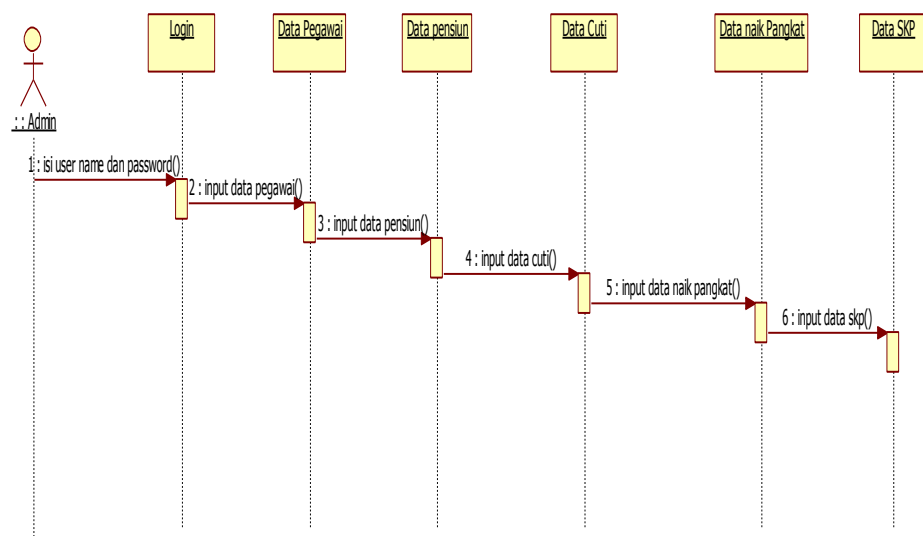 Login
Data Pegawai
Data pensiun
Data Cuti
Data naik Pangkat
Data SKP
: : Admin
1 : isi user name dan password()
2 : input data pegawai()
3 : input data pensiun()
4 : input data cuti()
5 : input data naik pangkat()
6 : input data skp()